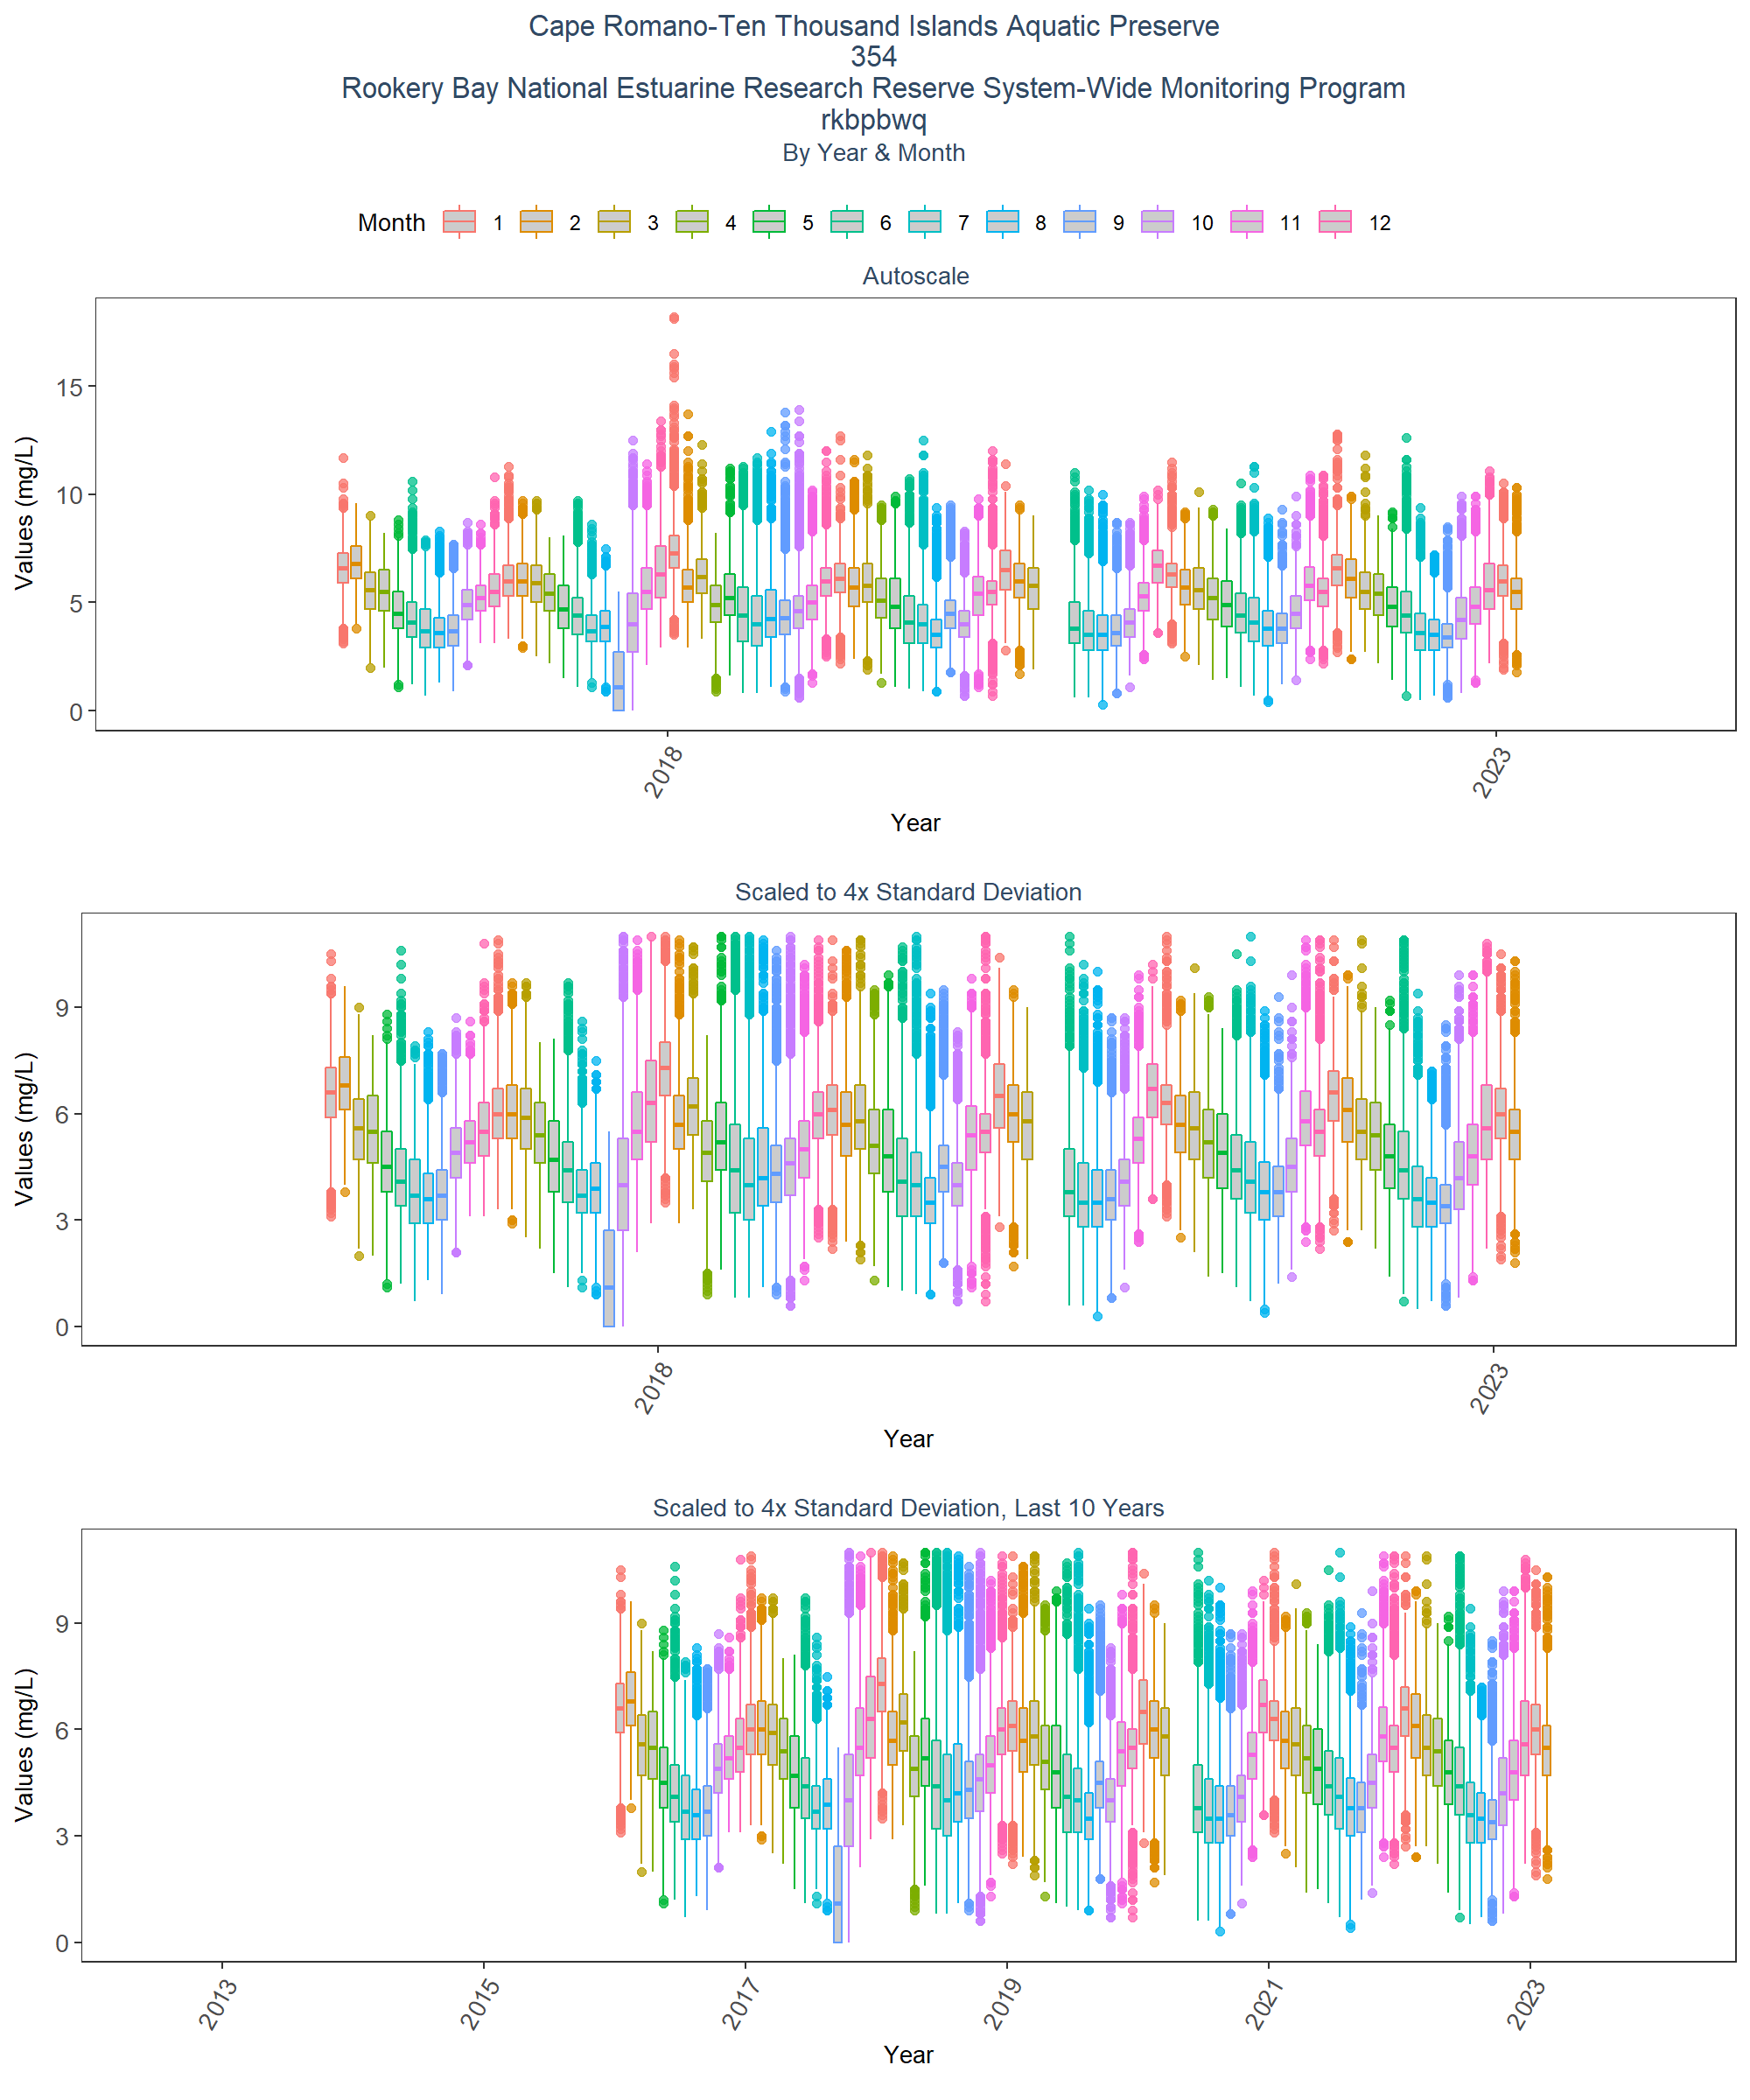 Cape Romano-Ten Thousand Islands Aquatic Preserve
354
Rookery Bay National Estuarine Research Reserve System-Wide Monitoring Program
rkbpbwq
By Year & Month
Month 1 2 3 4 5 6 7 8 9 10 11 12
Autoscale
Values (mg/L)
15
10
5
0
2018 2023
Year
Scaled to 4x Standard Deviation
Values (mg/L)
9
6
3
0
2018 2023
Year
Scaled to 4x Standard Deviation, Last 10 Years
Values (mg/L)
9
6
3
0
2013 2015 2017 2019 2021 2023
Year